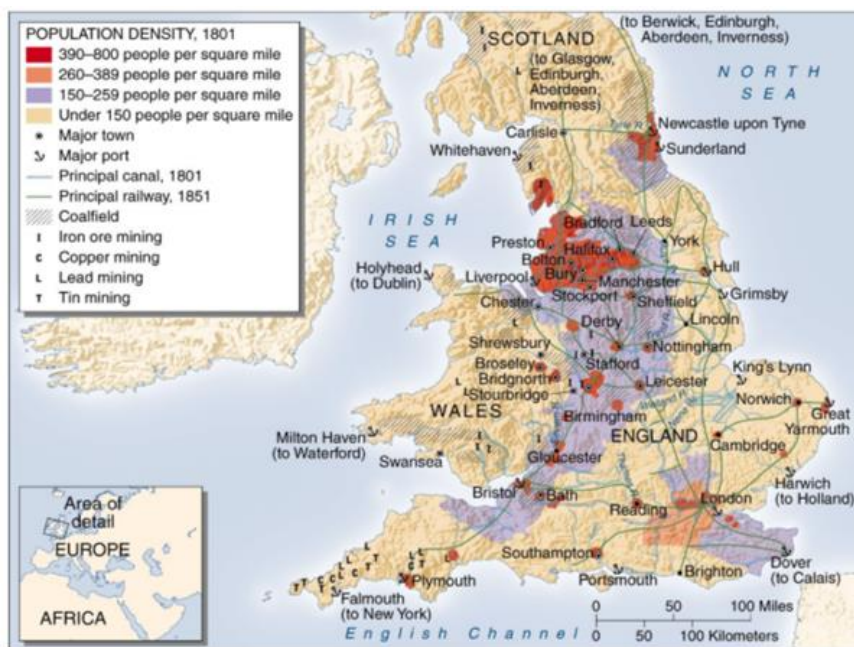 POPULATION DENSITY, 1801
390–800 people per square mile
260–389 people per square mile
150–259 people per square mile
Under 150 people per square mile
Major town
Major port
Principal canal, 1801
Principal railway, 1851
Coalfield
I Iron ore mining
C Copper mining
L Lead mining
T Tin mining
(to Berwick, Edinburgh,
Aberdeen, Inverness)
SCOTLAND
(to Glasgow,
Edinburgh,
Aberdeen,
Inverness)
NORTH
SEA
Tyne R.
Carlisle
Newcastle upon Tyne
Sunderland
Whitehaven
IRISH
SEA
Bradford
Leeds
Preston
Halifax
York
Bolton
Bury
Hull
Holyhead
(to Dublin)
Liverpool
Manchester
Stockport
Sheffield
Grimsby
Chester
Derby
Lincoln
Shrewsbury
Broseley
Stafford
Nottingham
King's Lynn
Bridgnorth
Leicester
Norwich
Stourbridge
WALES
Birmingham
Great
Yarmouth
ENGLAND
Cambridge
Milton Haven
(to Waterford)
Swansea
Gloucester
Harwich
(to Holland)
Bristol
Bath
Reading
London
Southampton
Dover
(to Calais)
Plymouth
Portsmouth
Brighton
Falmouth
(to New York)
English Channel
0 50 100 Miles
0 50 100 Kilometers
Area of
detail
EUROPE
AFRICA